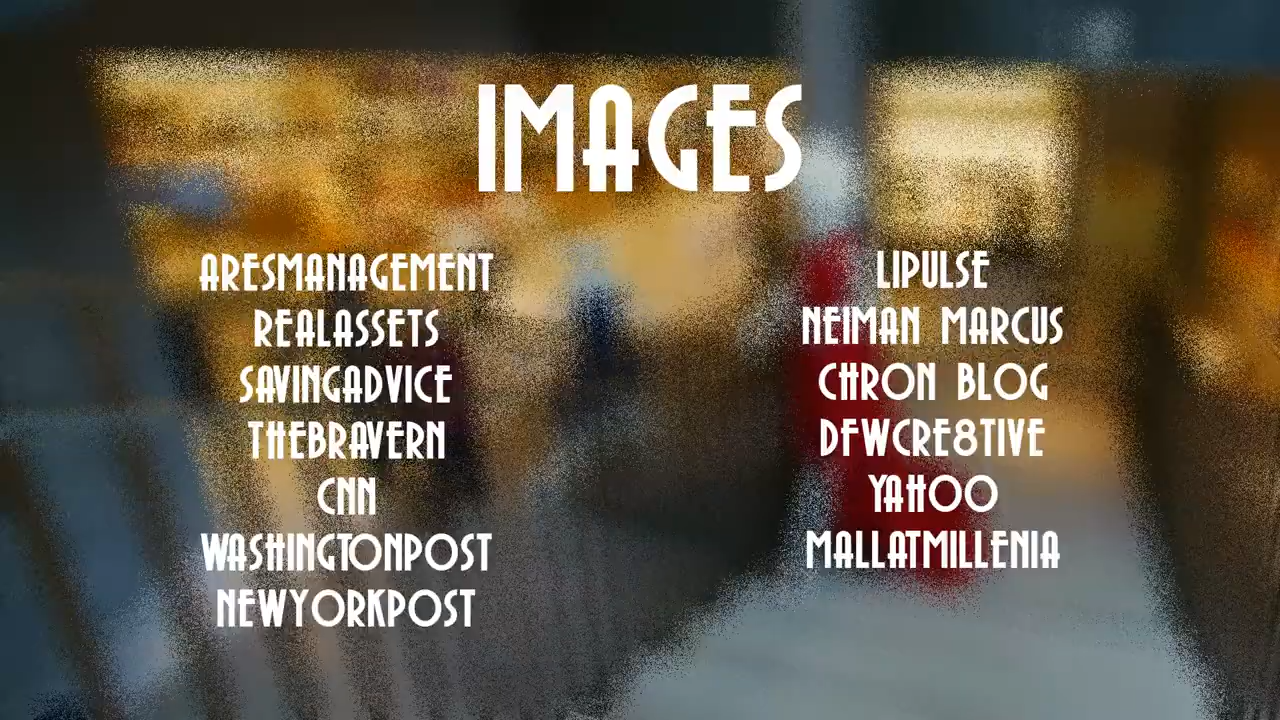 IMAGES
ARESMANAGEMENT
REALASSETS
SAVINGADVICE
THEBRAVERN
CNN
WASHINGTONPOST
NEWYORKPOST
LIPULSE
NEIMAN MARCUS
CHRON BLOG
DFWCRE8TIVE
YAHOO
MALLATMILLENIA